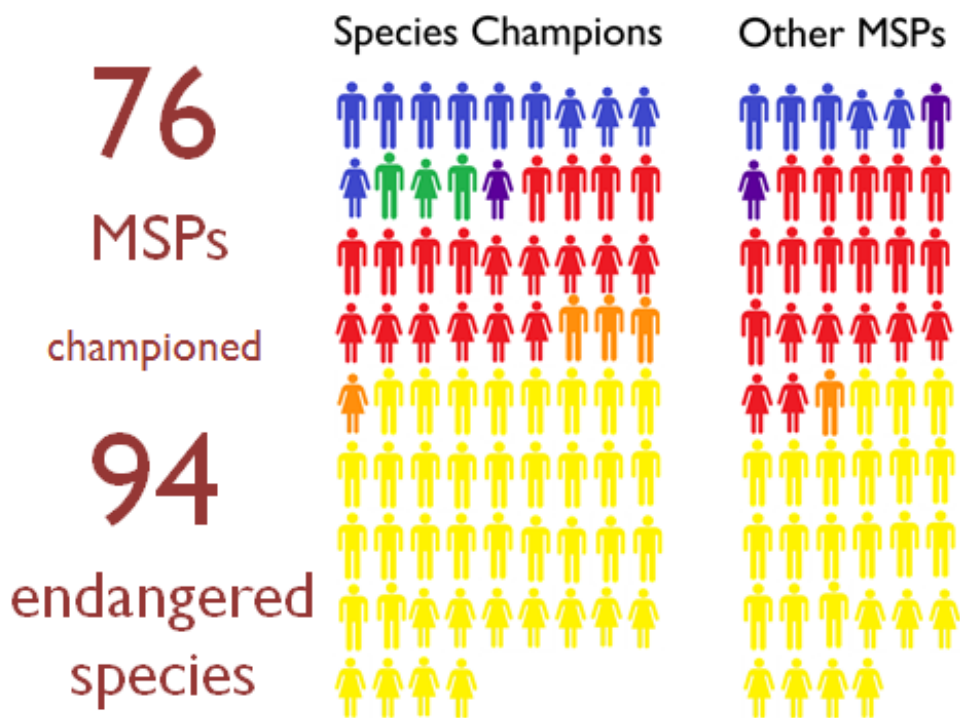 76
MSPs
championed
94
endangered
species
Species Champions
Other MSPs